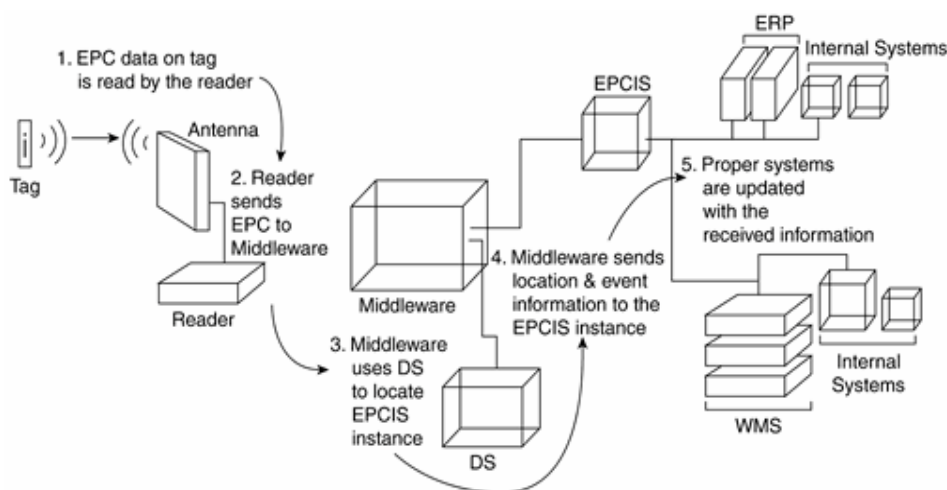 ERP
Internal Systems
1. EPC data on tag
is read by the reader
EPCIS
Antenna
Tag
2. Reader
sends
EPC to
Middleware
5. Proper systems
are updated
with the
received information
4. Middleware sends
location & event
information to the
EPCIS instance
Middleware
Reader
3. Middleware
uses DS
to locate
EPCIS
instance
DS
Internal
Systems
WMS